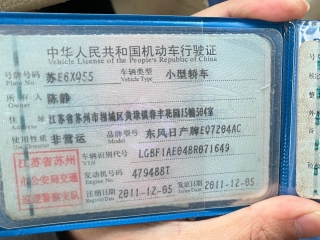 中华人民共和国机动车行驶证
Vehicle License of the People's Republic of China
号牌号码 苏E6X055 车辆类型 小型轿车
Plate No. Vehicle Type
所有人 陈静
Owner
住址 江苏省苏州市相城区黄埭镇春丰花园15幢504室
Address
使用性质 非营运 品牌型号 东风日产牌EQ7204AC
Use Character Model
江苏省苏州市公安局交通巡逻警察支队
车辆识别代号 LGBF1AE04BR071649
VIN
发动机号码 479488T
Engine No.
注册日期 2011-12-05 发证日期 2011-12-05
Register Date Issue Date